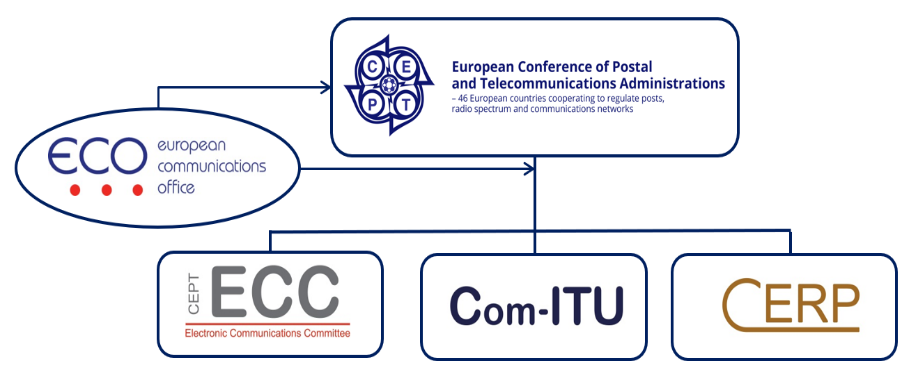 C E
P T
European Conference of Postal
and Telecommunications Administrations
– 46 European countries cooperating to regulate posts,
radio spectrum and communications networks
ECO
european
communications
office
CEPT
ECC
Electronic Communications Committee
Com-ITU
CERP